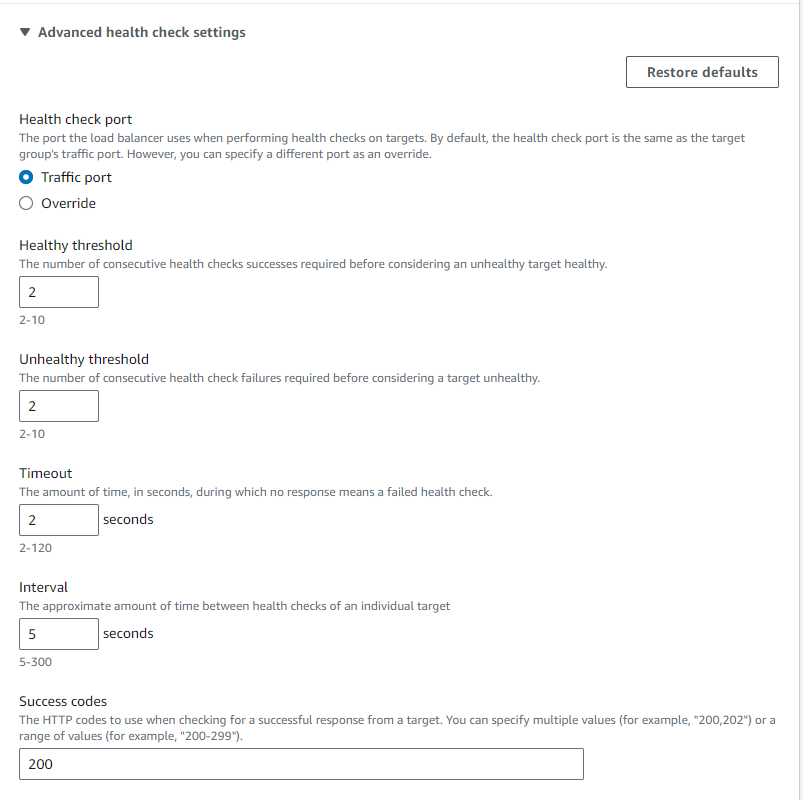 Advanced health check settings
Restore defaults
Health check port
The port the load balancer uses when performing health checks on targets. By default, the health check port is the same as the target
group's traffic port. However, you can specify a different port as an override.
Traffic port
Override
Healthy threshold
The number of consecutive health checks successes required before considering an unhealthy target healthy.
2
2-10
Unhealthy threshold
The number of consecutive health check failures required before considering a target unhealthy.
2
2-10
Timeout
The amount of time, in seconds, during which no response means a failed health check.
2 seconds
2-120
Interval
The approximate amount of time between health checks of an individual target
5 seconds
5-300
Success codes
The HTTP codes to use when checking for a successful response from a target. You can specify multiple values (for example, "200,202") or a
range of values (for example, "200-299").
200